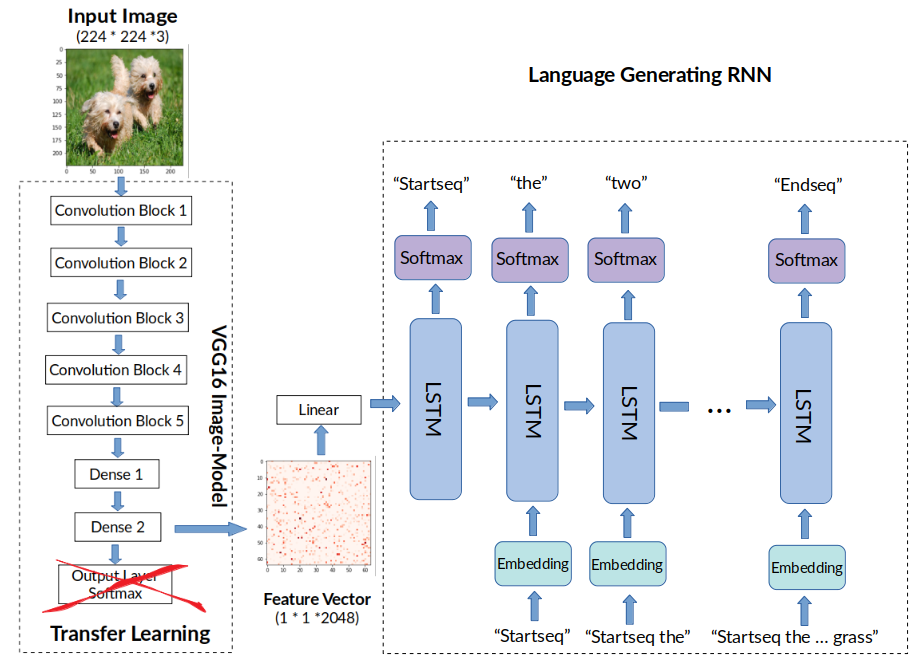 Input Image
(224 * 224 *3)
0
25
50
75
100
125
150
175
200
0 50 100 150 200
Convolution Block 1
Convolution Block 2
Convolution Block 3
Convolution Block 4
Convolution Block 5
Dense 1
Dense 2
Output Layer
Softmax
Transfer Learning
VGG16 Image-Model
Linear
0
10
20
30
40
50
60
0 10 20 30 40 50 60
Feature Vector
(1 * 1 *2048)
Language Generating RNN
“Startseq” “the” “two” “Endseq”
Softmax Softmax Softmax Softmax
LSTM LSTM LSTM ... LSTM
Embedding Embedding Embedding
“Startseq” “Startseq the” “Startseq the ... grass”